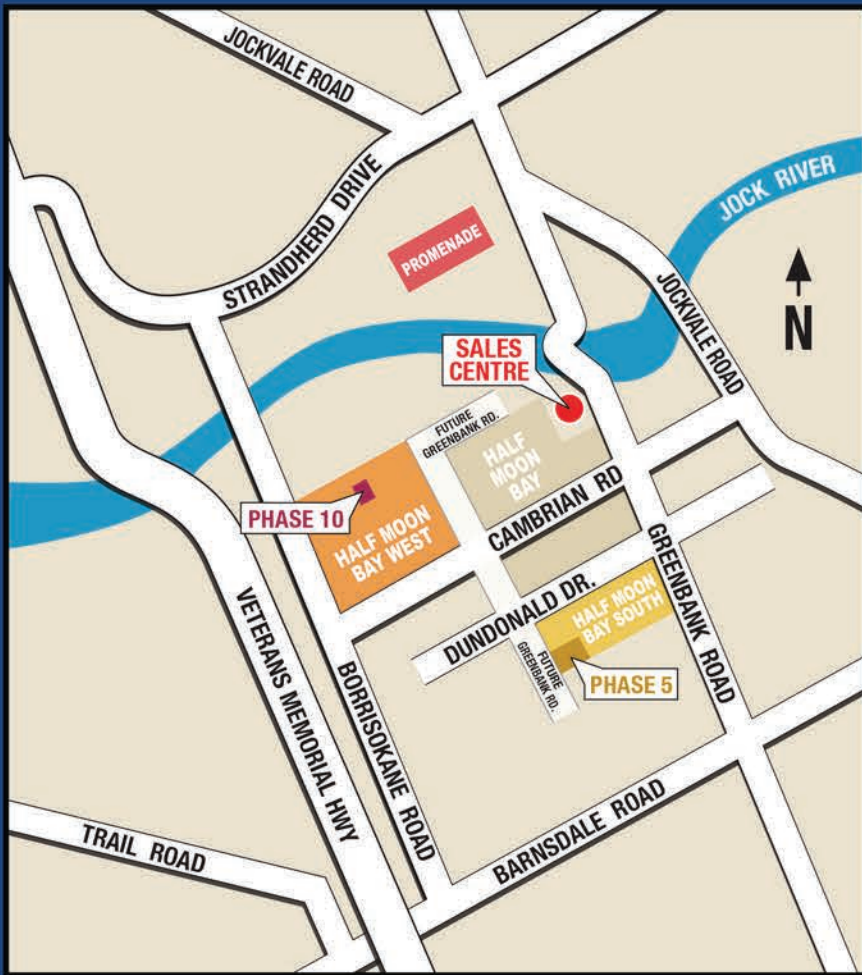 JOCKVALE ROAD
STRANDHERD DRIVE
JOCK RIVER
PROMENADE
JOCKVALE ROAD
N
SALES
CENTRE
FUTURE
GREENBANK RD.
HALF
MOON
BAY
CAMBRIAN RD
PHASE 10
HALF MOON
BAY WEST
GREENBANK ROAD
DUNDONALD DR.
HALF MOON
BAY SOUTH
FUTURE
GREENBANK RD.
PHASE 5
VETERANS MEMORIAL HWY
BORRISOKANE ROAD
BARNSDALE ROAD
TRAIL ROAD